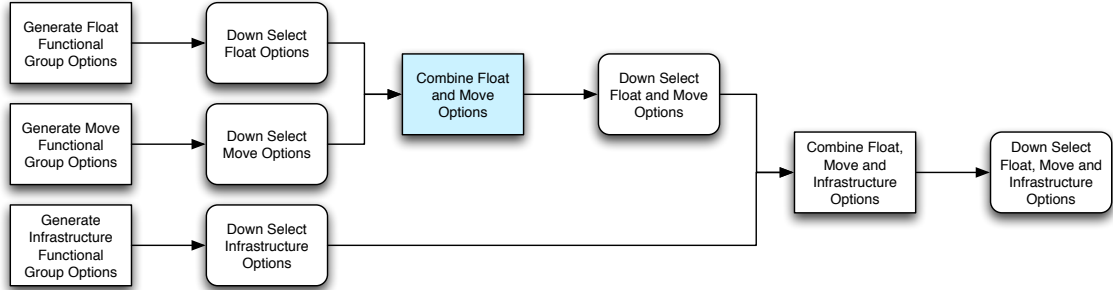 Generate Float
Functional
Group Options
Down Select
Float Options
Combine Float
and Move
Options
Down Select
Float and Move
Options
Generate Move
Functional
Group Options
Down Select
Move Options
Combine Float,
Move and
Infrastructure
Options
Down Select
Float, Move and
Infrastructure
Options
Generate
Infrastructure
Functional
Group Options
Down Select
Infrastructure
Options